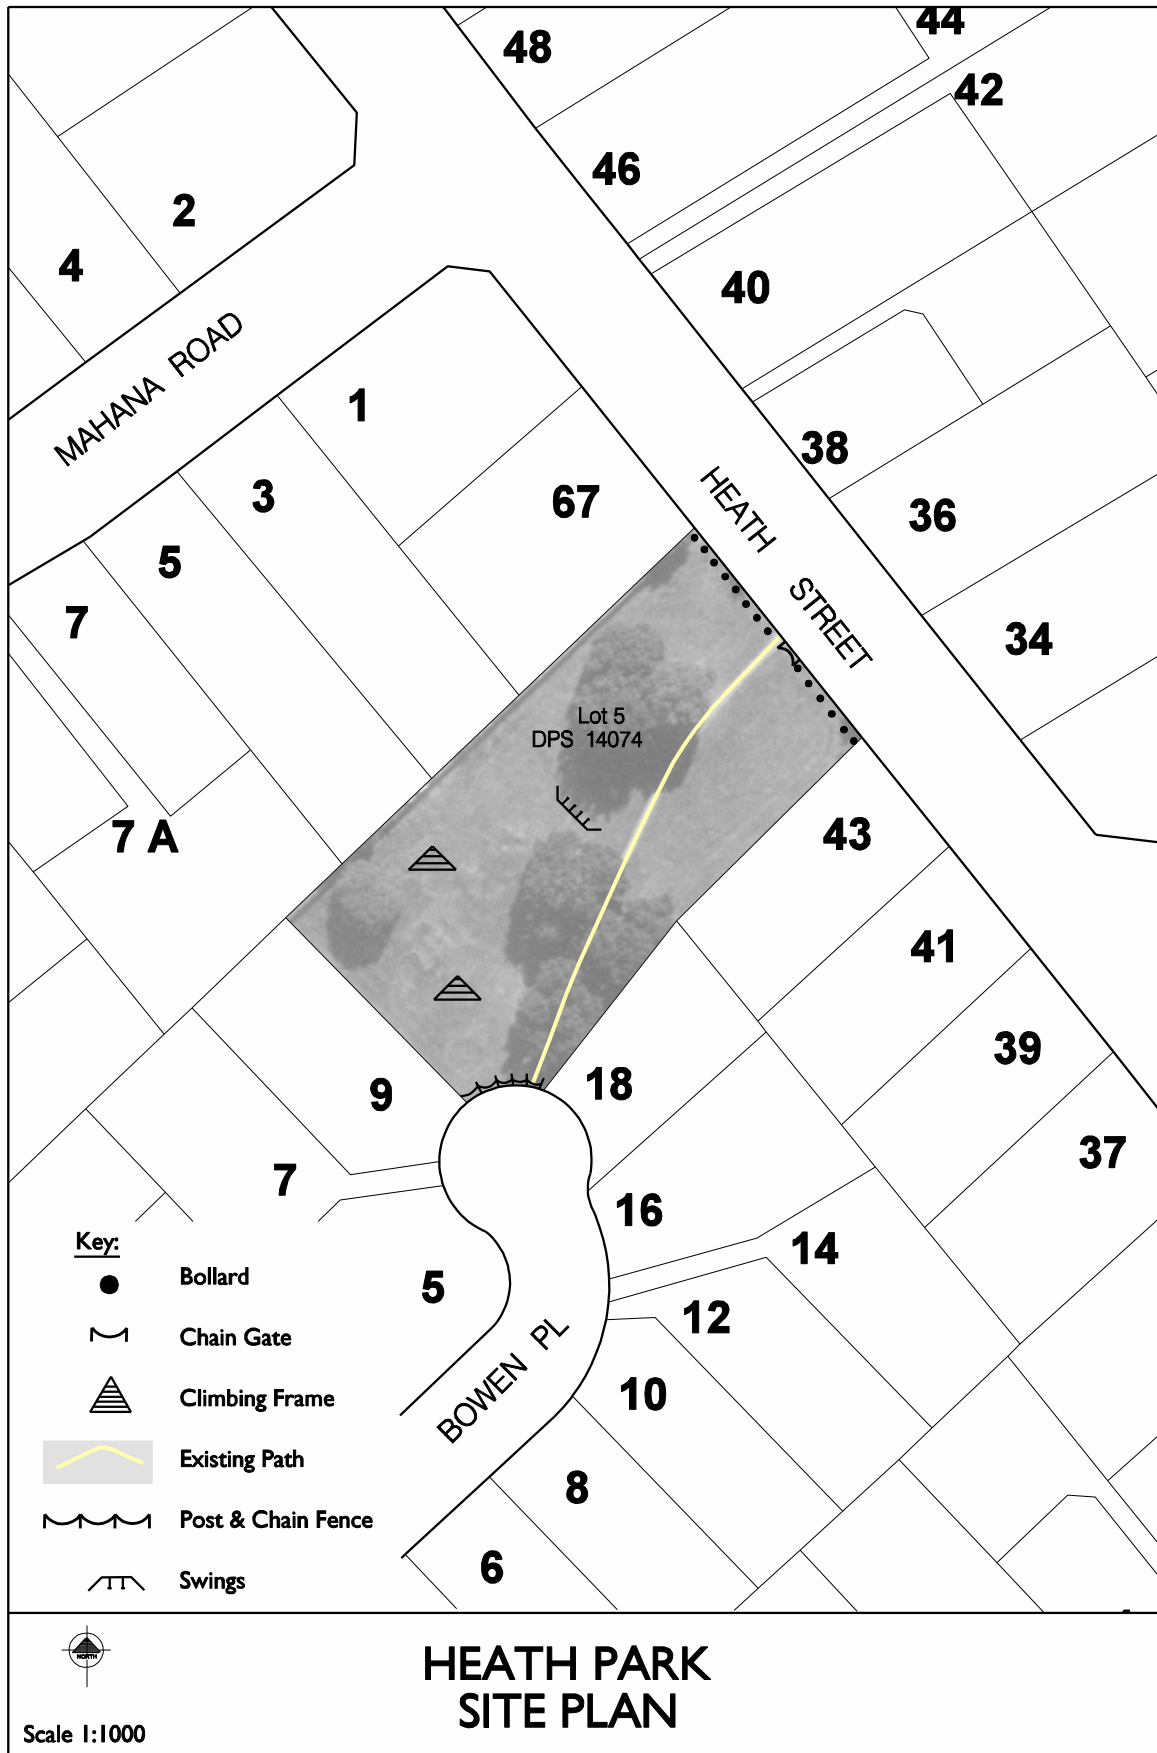 44
48
42
46
2
4
40
MAHANA ROAD
1
38
3
67
HEATH STREET
36
5
7
34
Lot 5
DPS 14074
7 A
43
41
39
18
9
37
7
16
14
Key:
Bollard
5
12
Chain Gate
BOWEN PL
10
Climbing Frame
Existing Path
8
Post & Chain Fence
6
Swings
NORTH
HEATH PARK
SITE PLAN
Scale 1:1000